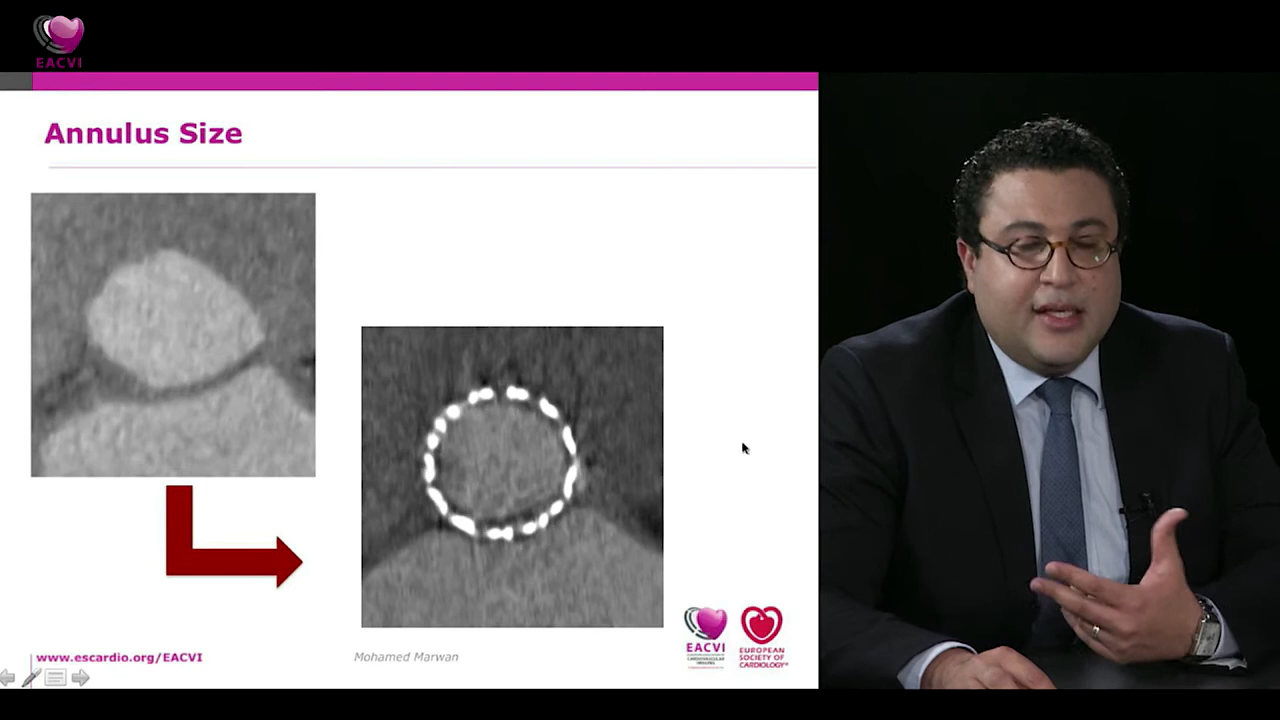 EACVI
Annulus Size
www.escardio.org/EACVI
Mohamed Marwan
EACVI
EUROPEAN
SOCIETY OF
CARDIOLOGY®